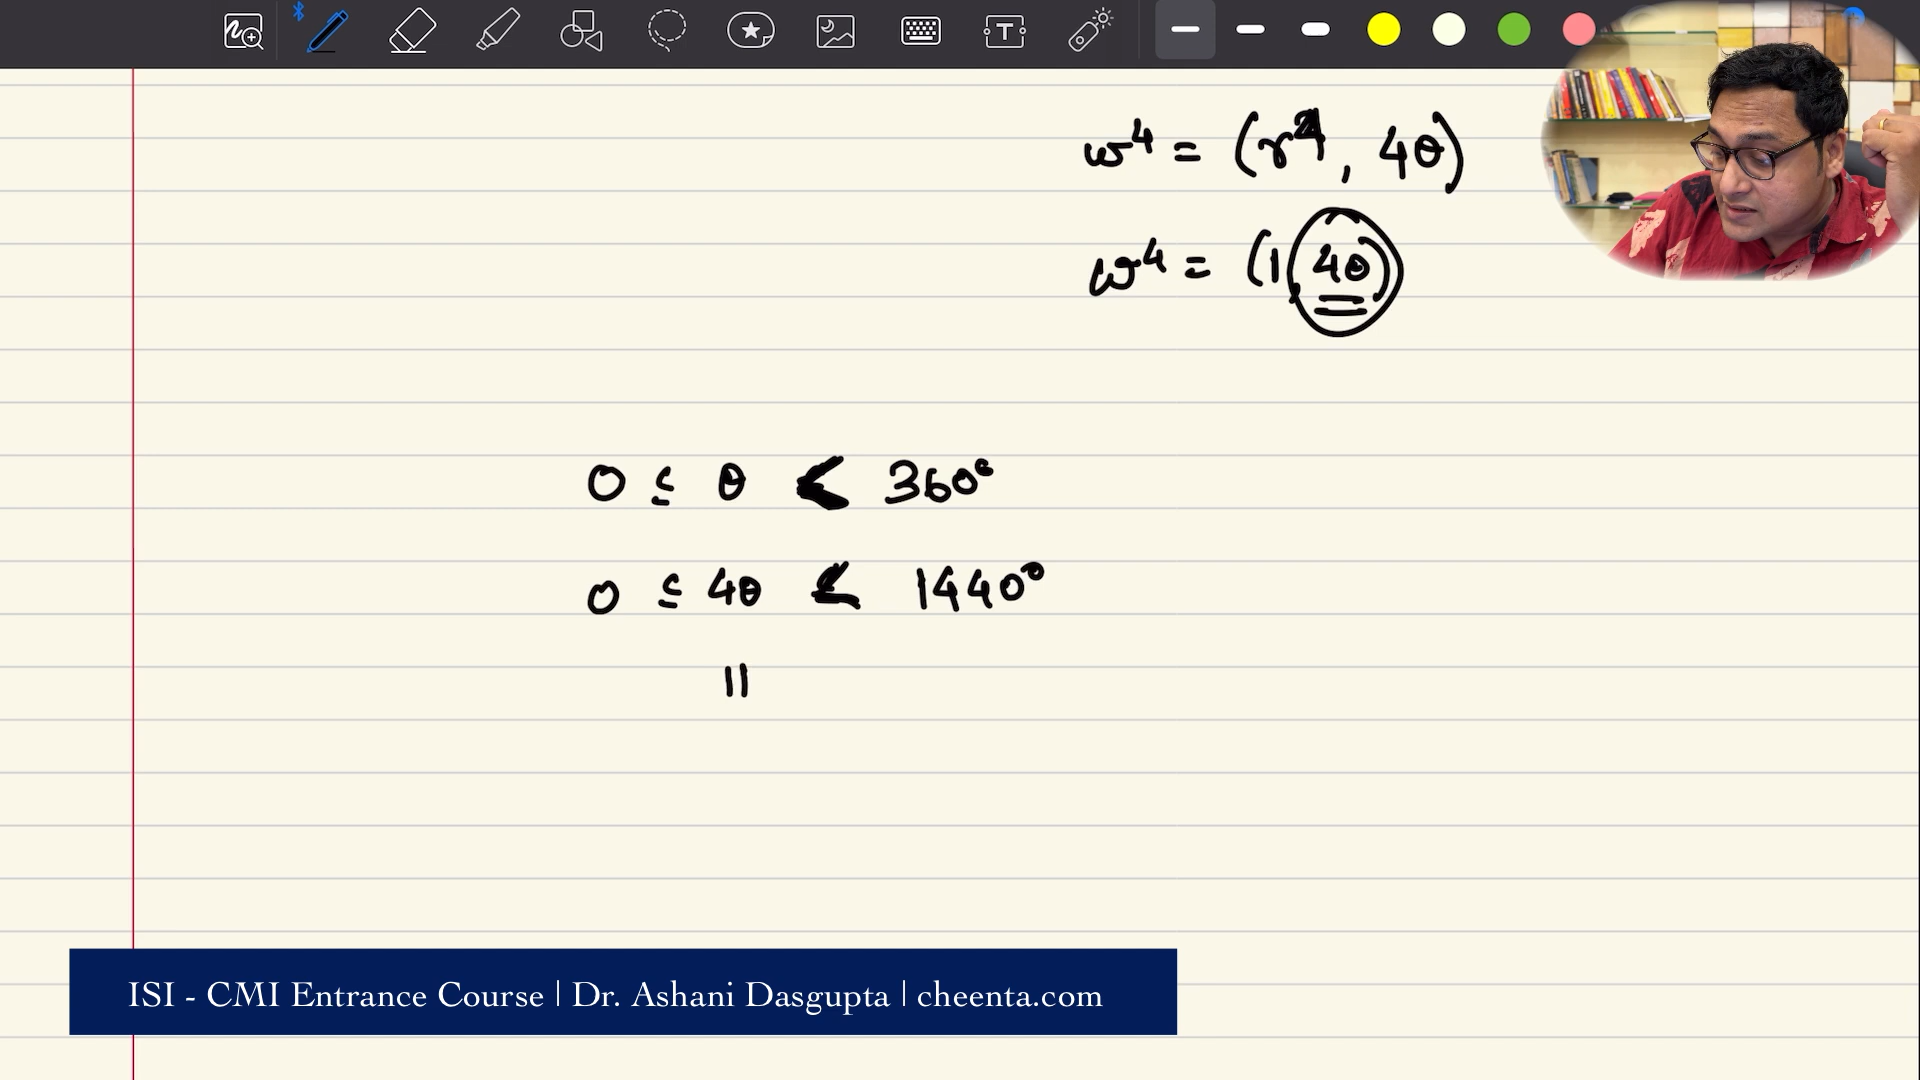 ω⁴ = (r⁴, 4θ)
ω⁴ = (1, 4θ)
0 ≤ θ < 360°
0 ≤ 4θ < 1440°
||
ISI - CMI Entrance Course | Dr. Ashani Dasgupta | cheenta.com